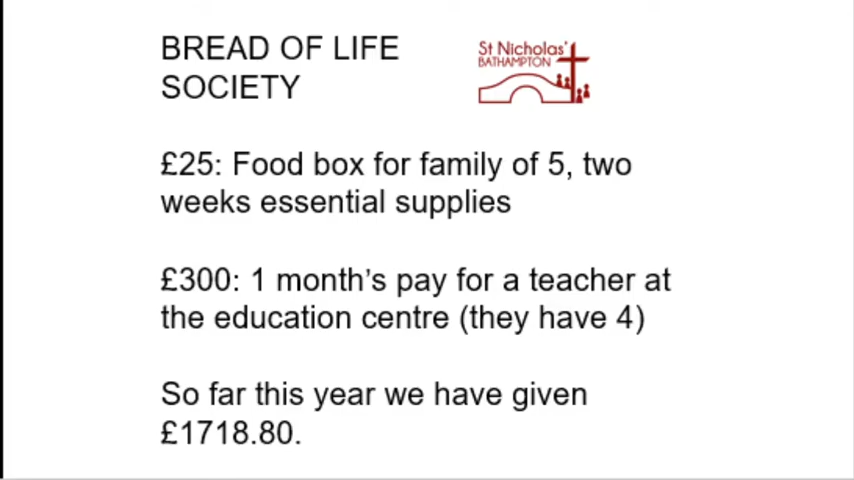 BREAD OF LIFE
SOCIETY
St Nicholas'
BATHAMPTON
£25: Food box for family of 5, two
weeks essential supplies
£300: 1 month’s pay for a teacher at
the education centre (they have 4)
So far this year we have given
£1718.80.